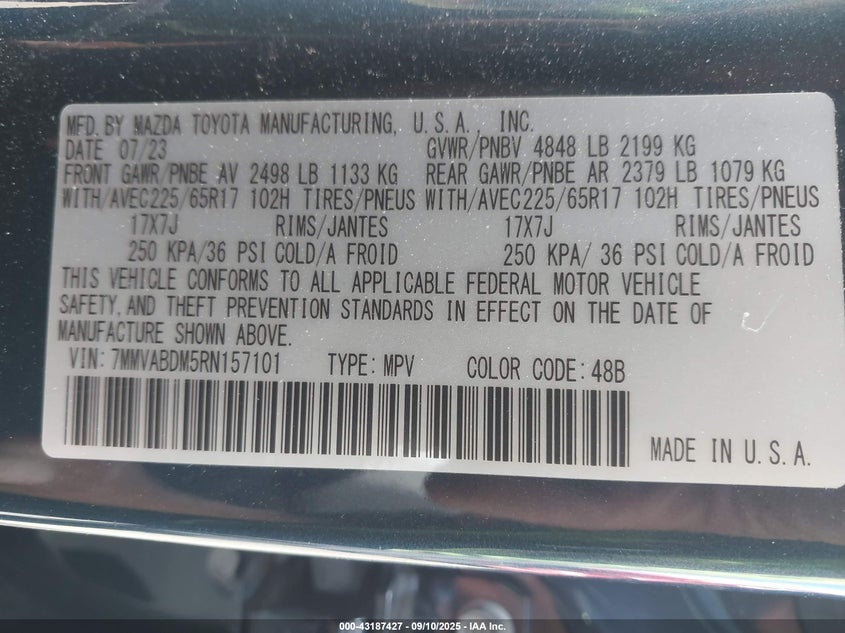 MFD. BY MAZDA TOYOTA MANUFACTURING, U.S.A., INC.
DATE 07/23 GVWR/PNBV 4848 LB 2199 KG
FRONT GAWR/PNBE AV 2498 LB 1133 KG REAR GAWR/PNBE AR 2379 LB 1079 KG
WITH/AVEC225/65R17 102H TIRES/PNEUS WITH/AVEC225/65R17 102H TIRES/PNEUS
17X7J RIMS/JANTES 17X7J RIMS/JANTES
250 KPA/36 PSI COLD/A FROID 250 KPA/ 36 PSI COLD/A FROID
THIS VEHICLE CONFORMS TO ALL APPLICABLE FEDERAL MOTOR VEHICLE
SAFETY, AND THEFT PREVENTION STANDARDS IN EFFECT ON THE DATE OF
MANUFACTURE SHOWN ABOVE.
VIN: 7MMVABDM5RN157101 TYPE: MPV COLOR CODE: 48B
MADE IN U.S.A.
000-43187427 - 09/10/2025 - IAA Inc.